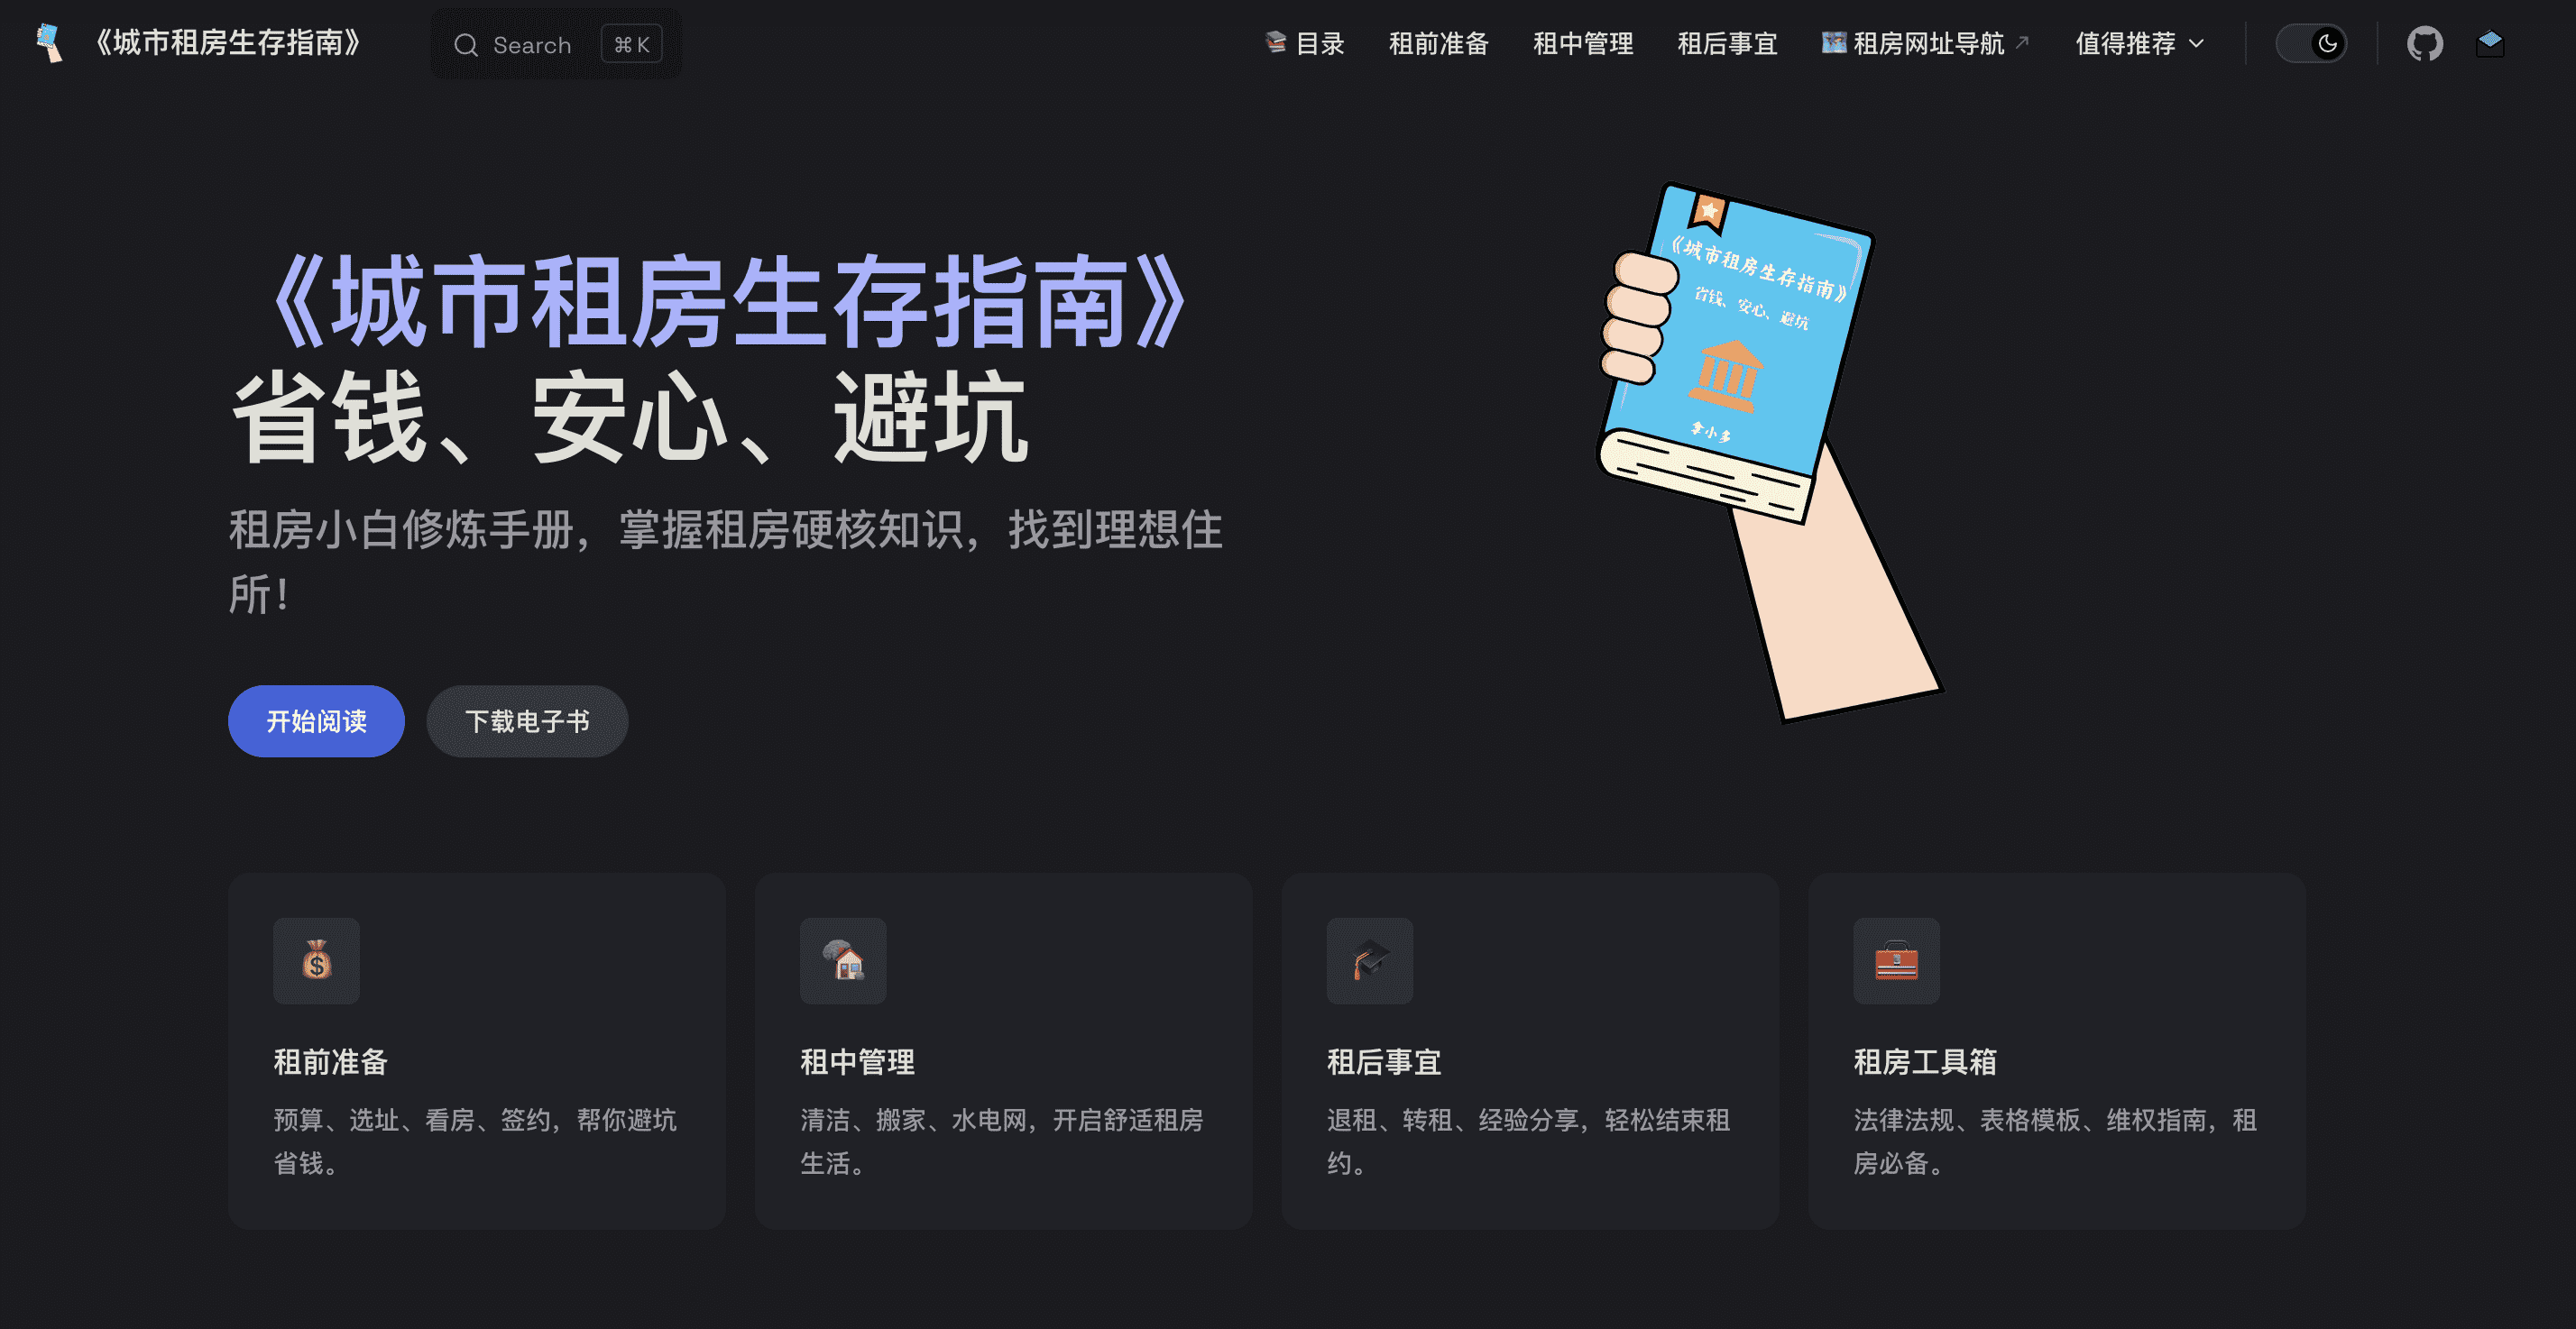 《城市租房生存指南》
Search ⌘ K
📚 目录 租前准备 租中管理 租后事宜 🗺️ 租房网址导航 ↗ 值得推荐
《城市租房生存指南》
省钱、安心、避坑
租房小白修炼手册，掌握租房硬核知识，找到理想住
所！
开始阅读 下载电子书
《城市租房生存指南》
省钱、安心、避坑
拿小多
租前准备
预算、选址、看房、签约，帮你避坑
省钱。
租中管理
清洁、搬家、水电网，开启舒适租房
生活。
租后事宜
退租、转租、经验分享，轻松结束租
约。
租房工具箱
法律法规、表格模板、维权指南，租
房必备。